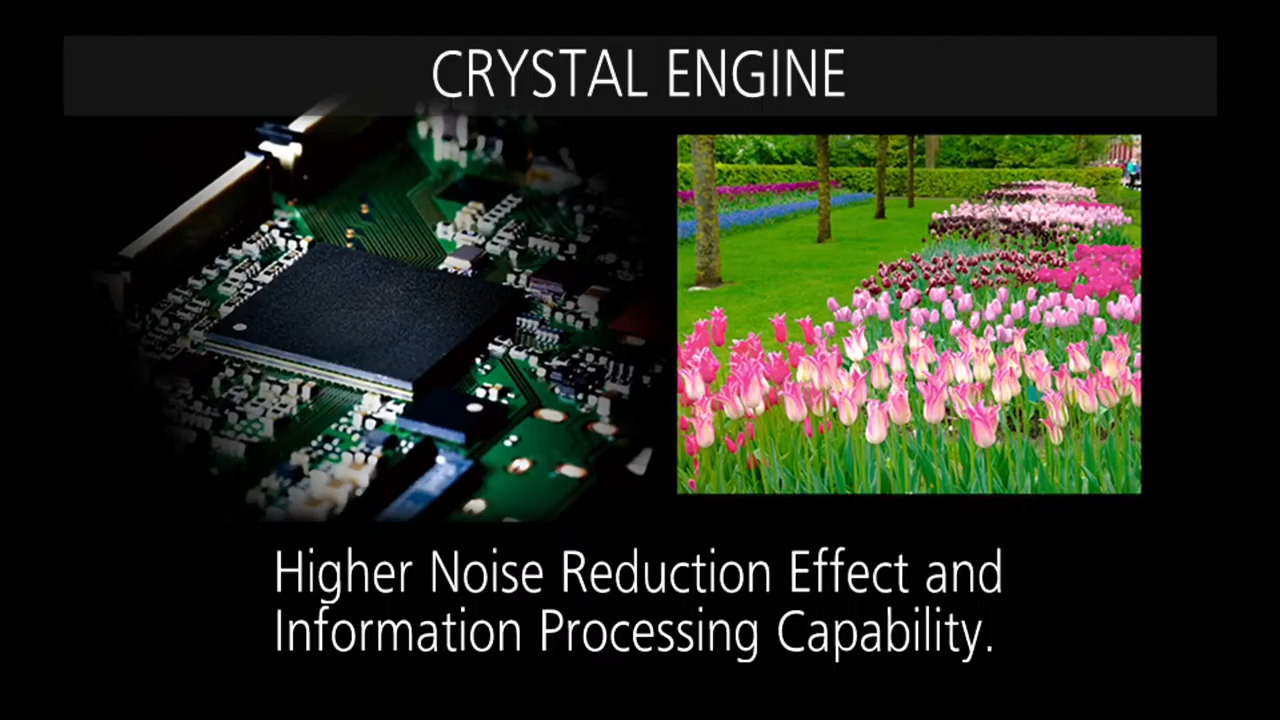 CRYSTAL ENGINE
Higher Noise Reduction Effect and
Information Processing Capability.